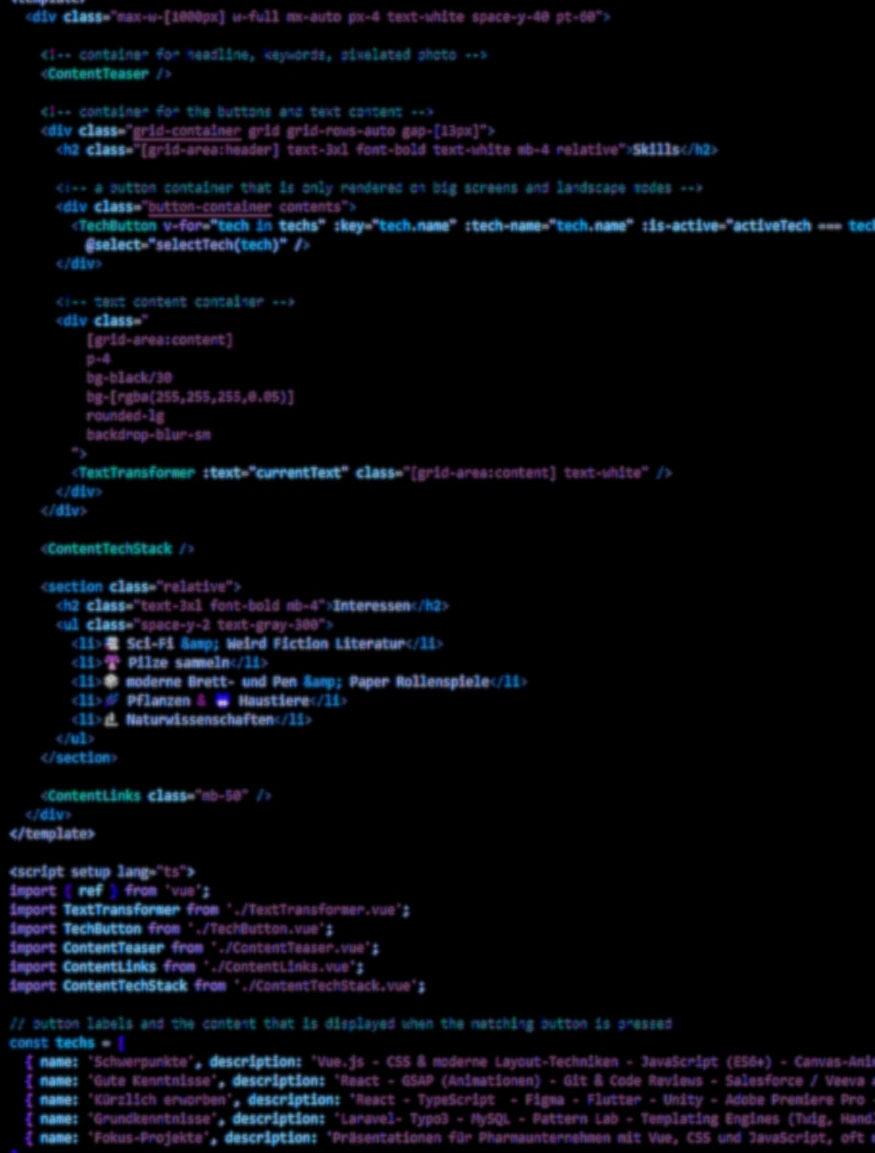 <div class="max-w-[1000px] w-full mx-auto px-4 text-white space-y-40 pt-60">
<!-- container for headline, keywords, pixelated photo -->
<ContentTeaser />
<!-- container for the buttons and text content -->
<div class="grid-container grid grid-rows-auto gap-[13px]">
<h2 class="[grid-area:header] text-3xl font-bold text-white mb-4 relative">Skills</h2>
<!-- a button container that is only rendered on big screens and landscape modes -->
<div class="button-container contents">
<TechButton v-for="tech in techs" :key="tech.name" :tech-name="tech.name" :is-active="activeTech ===
@select="selectTech(tech)" />
</div>
<!-- text content container -->
<div class="
[grid-area:content]
p-4
bg-black/30
bg-[rgba(255,255,255,0.05)]
rounded-lg
backdrop-blur-sm
">
<TextTransformer :text="currentText" class="[grid-area:content] text-white" />
</div>
</div>
<ContentTechStack />
<section class="relative">
<h2 class="text-3xl font-bold mb-4">Interessen</h2>
<ul class="space-y-2 text-gray-300">
<li> Sci-Fi &amp; Weird Fiction Literatur</li>
<li> Pilze sammeln</li>
<li> moderne Brett- und Pen &amp; Paper Rollenspiele</li>
<li> Pflanzen & Haustiere</li>
<li> Naturwissenschaften</li>
</ul>
</section>
<ContentLinks class="mb-50" />
</div>
</template>
<script setup lang="ts">
import { ref } from 'vue';
import TextTransformer from './TextTransformer.vue';
import TechButton from './TechButton.vue';
import ContentTeaser from './ContentTeaser.vue';
import ContentLinks from './ContentLinks.vue';
import ContentTechStack from './ContentTechStack.vue';
// button labels and the content that is displayed when the matching button is pressed
const techs = [
{ name: 'Schwerpunkte', description: 'Vue.js - CSS & moderne Layout-Techniken - JavaScript (ES6+) -
{ name: 'Gute Kenntnisse', description: 'React - GSAP (Animationen) - Git & Code Reviews - Salesforce / Veeva
{ name: 'Kürzlich erworben', description: 'React - TypeScript - Figma - Flutter - Unity - Adobe Premiere Pro -
{ name: 'Grundkenntnisse', description: 'Laravel- Typo3 - MySQL - Pattern Lab - Templating Engines (Twig,
{ name: 'Fokus-Projekte', description: 'Präsentationen für Pharmaunternehmen mit Vue, CSS und JavaScript, oft